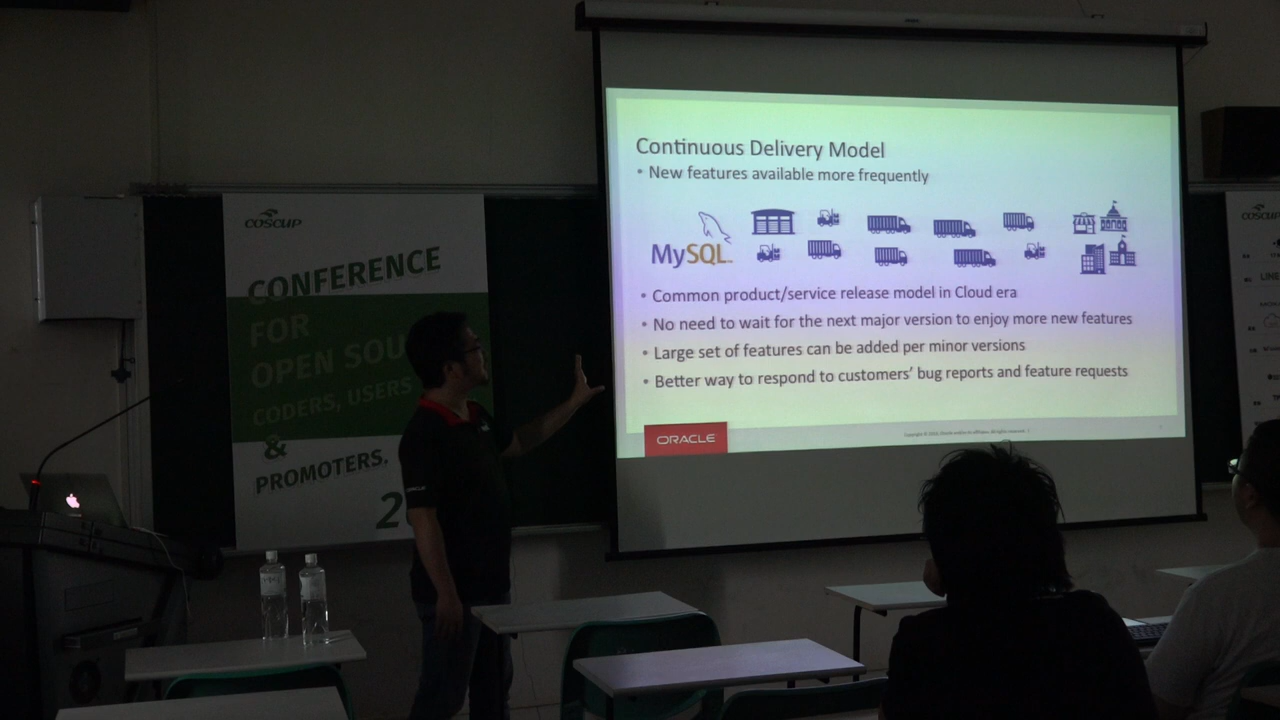 COSCUP
CONFERENCE
FOR
OPEN SOU
CODERS, USERS
&
PROMOTERS.
2
Continuous Delivery Model
• New features available more frequently
MySQL
• Common product/service release model in Cloud era
• No need to wait for the next major version to enjoy more new features
• Large set of features can be added per minor versions
• Better way to respond to customers' bug reports and feature requests
ORACLE
COSCUP
LINE